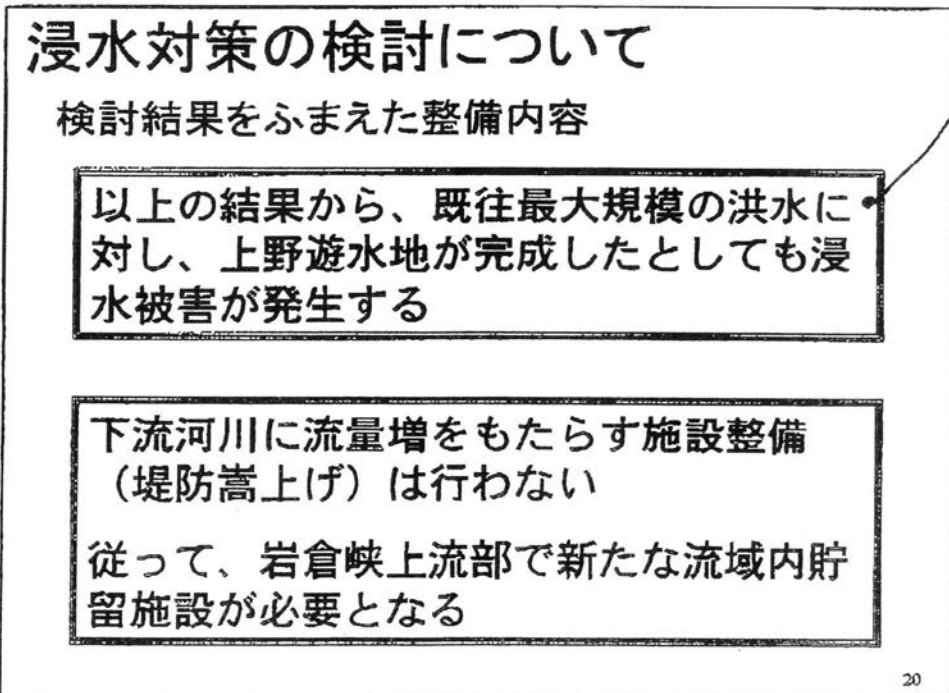 浸水対策の検討について
検討結果をふまえた整備内容
以上の結果から、既往最大規模の洪水に
対し、上野遊水地が完成したとしても浸
水被害が発生する
下流河川に流量増をもたらす施設整備
（堤防嵩上げ）は行わない
従って、岩倉峡上流部で新たな流域内貯
留施設が必要となる
20